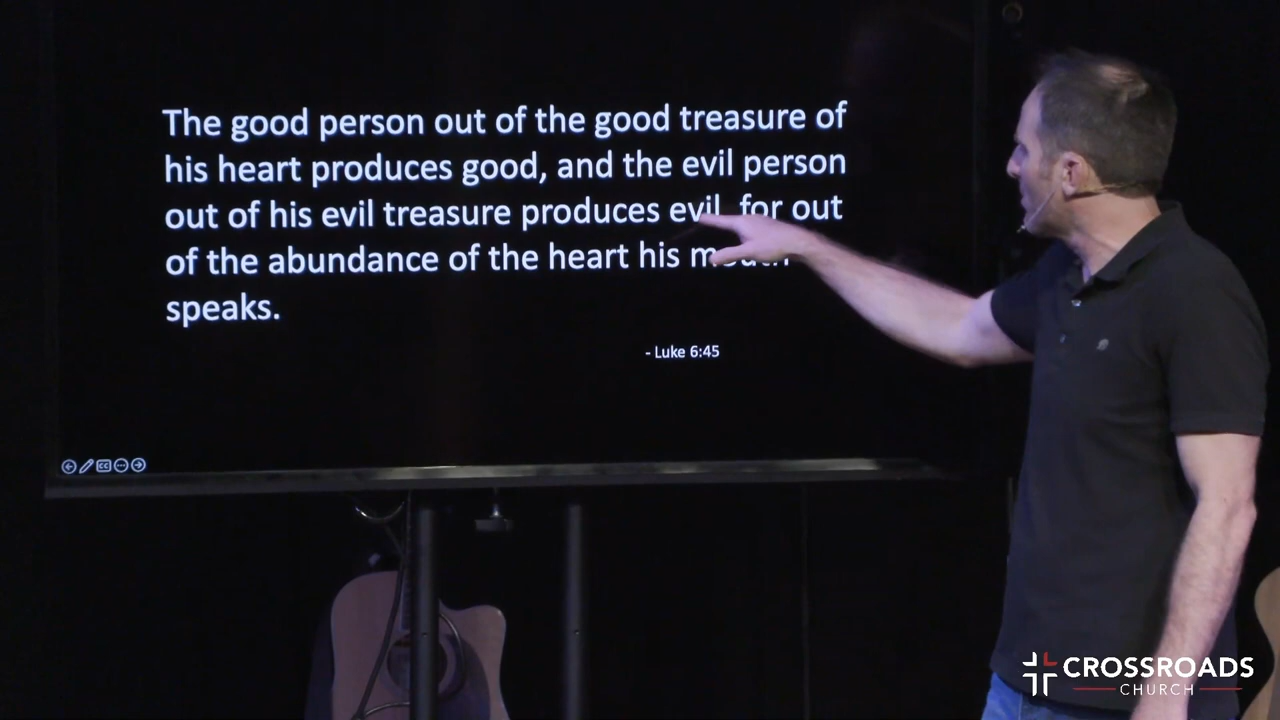 The good person out of the good treasure of
his heart produces good, and the evil person
out of his evil treasure produces evil, for out
of the abundance of the heart his mouth
speaks.
- Luke 6:45
CC
CROSSROADS
CHURCH